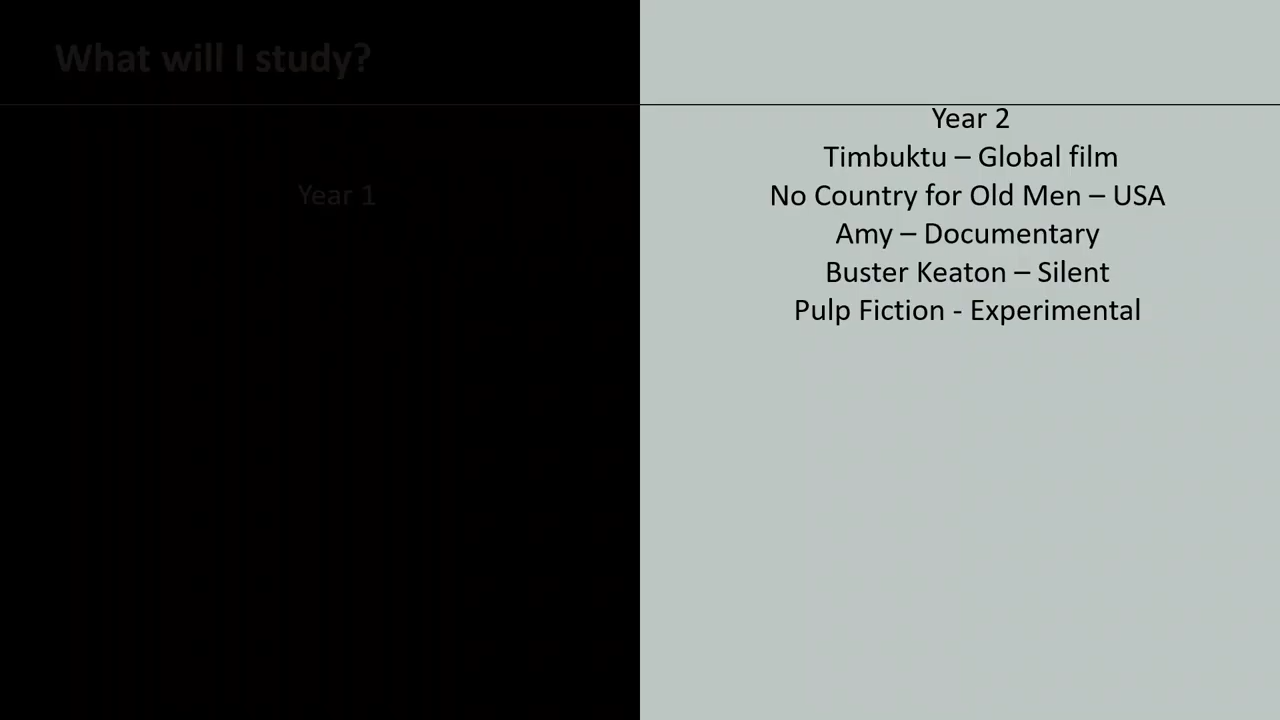 What will I study?
Year 1
Year 2
Timbuktu – Global film
No Country for Old Men – USA
Amy – Documentary
Buster Keaton – Silent
Pulp Fiction - Experimental